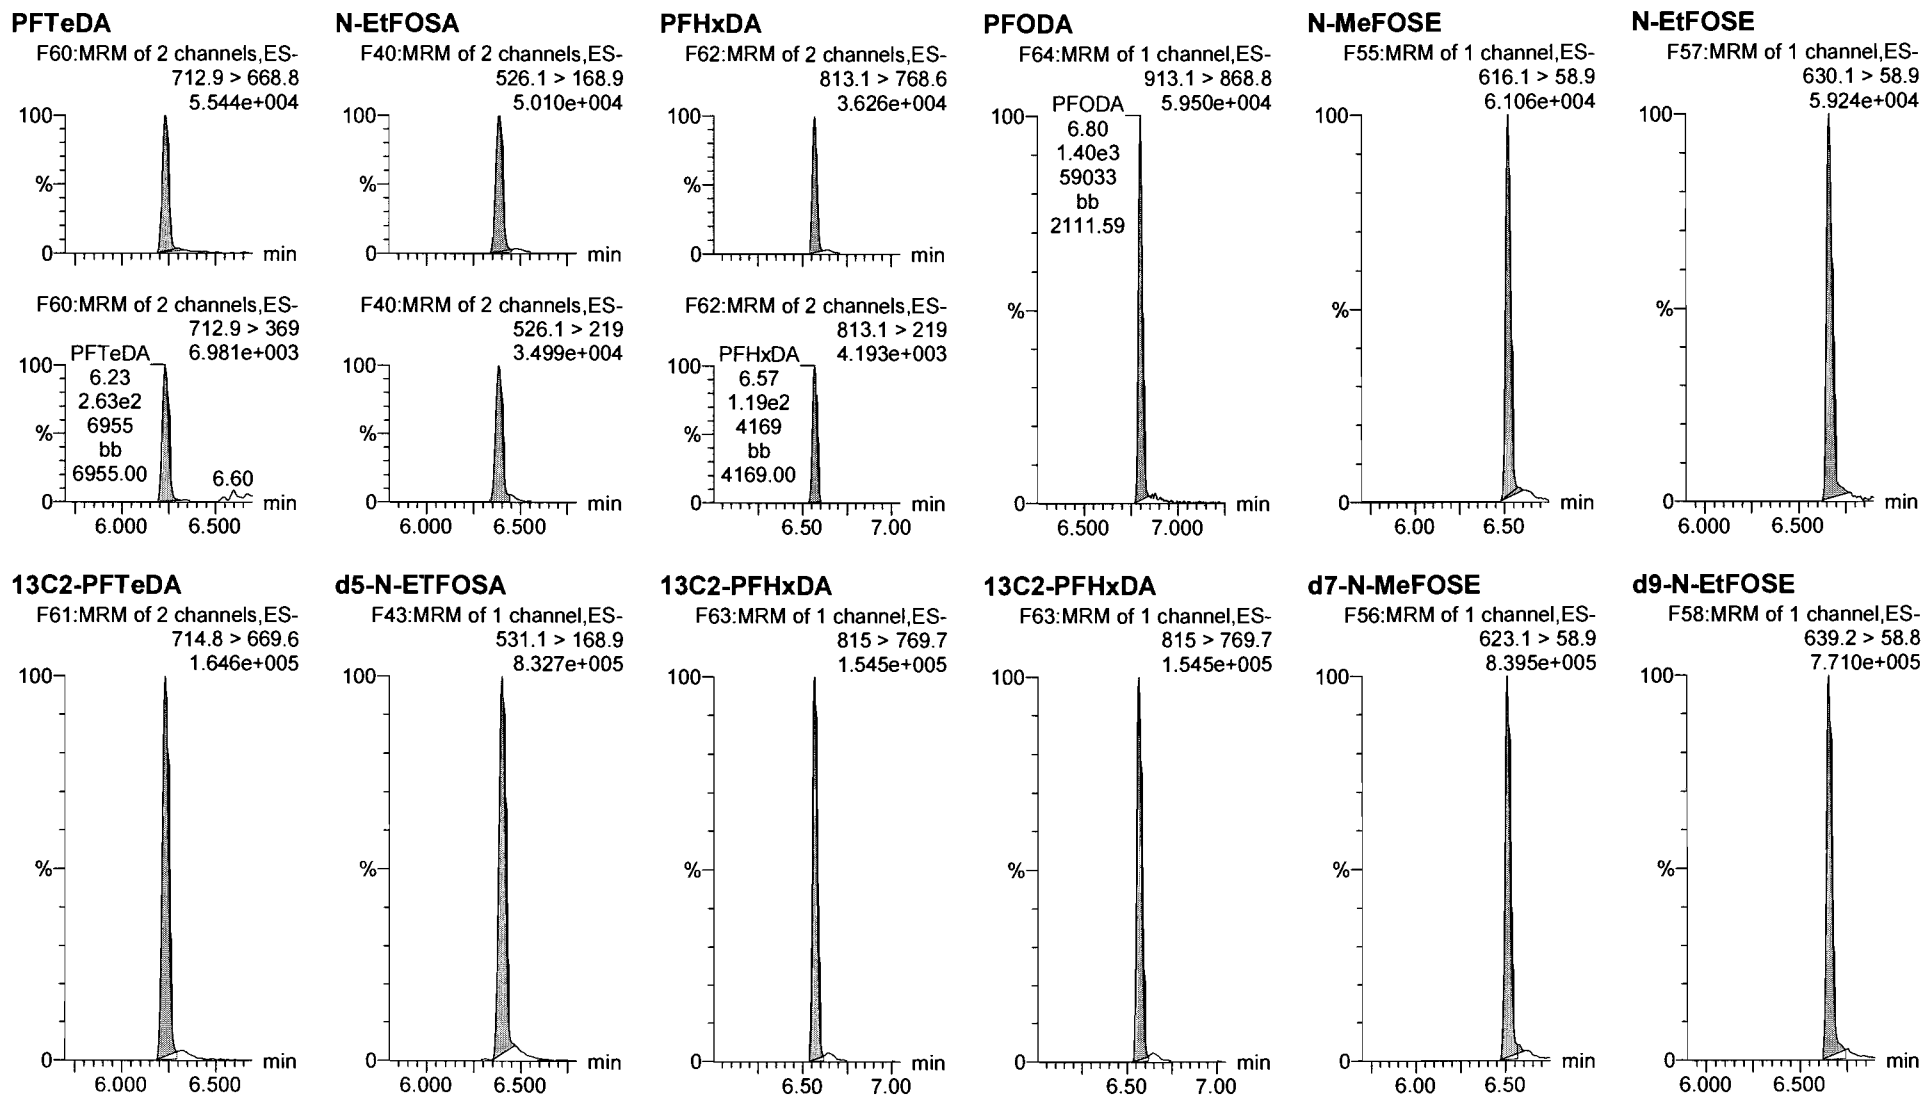 PFTeDA
F60:MRM of 2 channels,ES-
712.9 > 668.8
5.544e+004
100
%
0
min
F60:MRM of 2 channels,ES-
712.9 > 369
6.981e+003
PFTeDA
6.23
2.63e2
6955
bb
6955.00
6.60
100
%
0
min
6.000 6.500
N-EtFOSA
F40:MRM of 2 channels,ES-
526.1 > 168.9
5.010e+004
100
%
0
min
F40:MRM of 2 channels,ES-
526.1 > 219
3.499e+004
100
%
0
min
6.000 6.500
PFHxDA
F62:MRM of 2 channels,ES-
813.1 > 768.6
3.626e+004
100
%
0
min
F62:MRM of 2 channels,ES-
813.1 > 219
4.193e+003
PFHxDA
6.57
1.19e2
4169
bb
4169.00
100
%
0
min
6.50 7.00
PFODA
F64:MRM of 1 channel,ES-
913.1 > 868.8
5.950e+004
PFODA
6.80
1.40e3
59033
bb
2111.59
100
%
0
min
6.500 7.000
N-MeFOSE
F55:MRM of 1 channel,ES-
616.1 > 58.9
6.106e+004
100
%
0
min
6.00 6.50
N-EtFOSE
F57:MRM of 1 channel,ES-
630.1 > 58.9
5.924e+004
100
%
0
min
6.000 6.500
13C2-PFTeDA
F61:MRM of 2 channels,ES-
714.8 > 669.6
1.646e+005
100
%
0
min
6.000 6.500
d5-N-ETFOSA
F43:MRM of 1 channel,ES-
531.1 > 168.9
8.327e+005
100
%
0
min
6.000 6.500
13C2-PFHxDA
F63:MRM of 1 channel,ES-
815 > 769.7
1.545e+005
100
%
0
min
6.50 7.00
13C2-PFHxDA
F63:MRM of 1 channel,ES-
815 > 769.7
1.545e+005
100
%
0
min
6.50 7.00
d7-N-MeFOSE
F56:MRM of 1 channel,ES-
623.1 > 58.9
8.395e+005
100
%
0
min
6.00 6.50
d9-N-EtFOSE
F58:MRM of 1 channel,ES-
639.2 > 58.8
7.710e+005
100
%
0
min
6.000 6.500